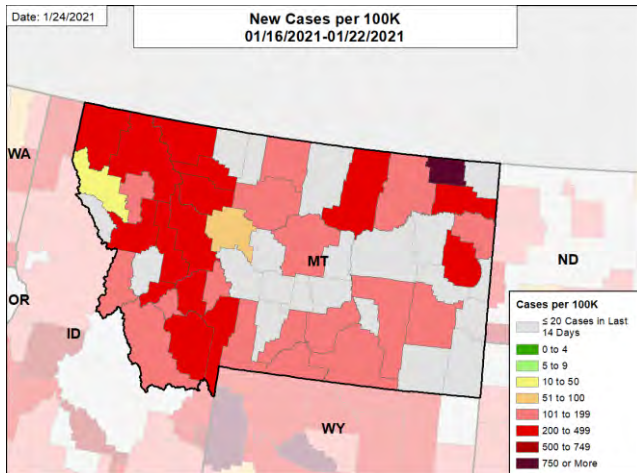 Date: 1/24/2021
New Cases per 100K
01/16/2021-01/22/2021
WA
MT
ND
OR
ID
WY
Cases per 100K
≤ 20 Cases in Last
14 Days
0 to 4
5 to 9
10 to 50
51 to 100
101 to 199
200 to 499
500 to 749
750 or More